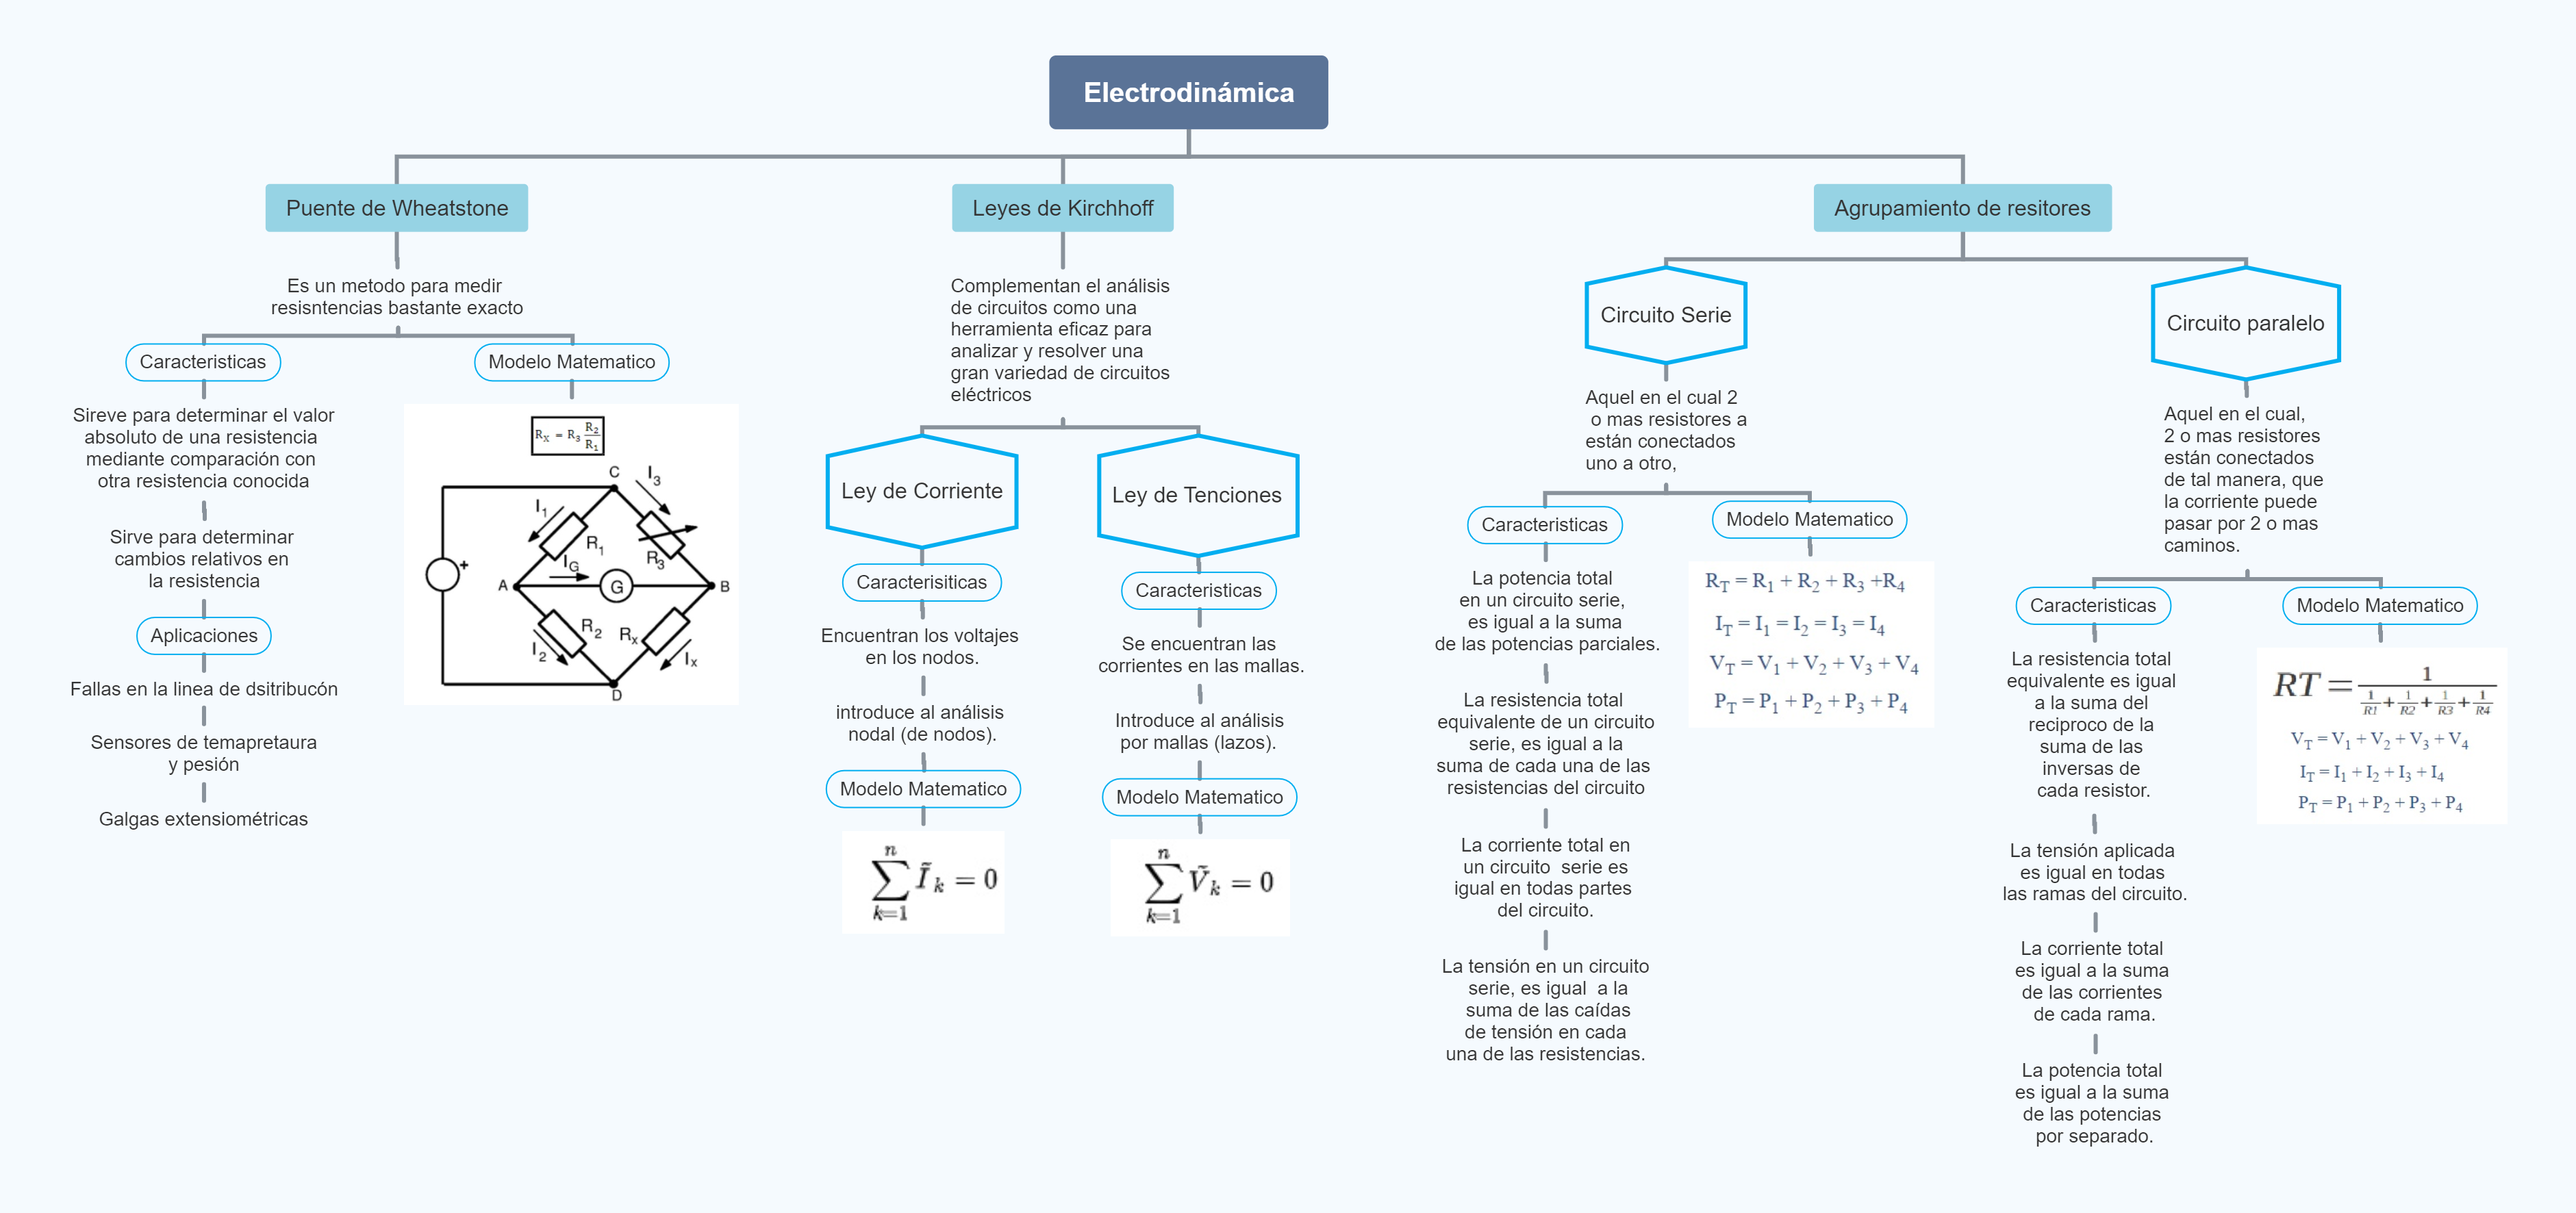 Electrodinámica
Puente de Wheatstone
Es un metodo para medir
resisntencias bastante exacto
Caracteristicas
Sireve para determinar el valor
absoluto de una resistencia
mediante comparación con
otra resistencia conocida
Sirve para determinar
cambios relativos en
la resistencia
Aplicaciones
Fallas en la linea de dsitribucón
Sensores de temapretaura
y pesión
Galgas extensiométricas
Modelo Matematico
R_X = R_3 R_2/R_1
C
I_3
I_1
R_1
R_3
I_G
+
A
G
B
R_2
R_x
I_2
I_x
D
Leyes de Kirchhoff
Complementan el análisis
de circuitos como una
herramienta eficaz para
analizar y resolver una
gran variedad de circuitos
eléctricos
Ley de Corriente
Caracterisiticas
Encuentran los voltajes
en los nodos.
introduce al análisis
nodal (de nodos).
Modelo Matematico
n
∑ Ĩ_k = 0
k=1
Ley de Tenciones
Caracteristicas
Se encuentran las
corrientes en las mallas.
Introduce al análisis
por mallas (lazos).
Modelo Matematico
n
∑ Ṽ_k = 0
k=1
Agrupamiento de resitores
Circuito Serie
Aquel en el cual 2
o mas resistores a
están conectados
uno a otro,
Caracteristicas
La potencia total
en un circuito serie,
es igual a la suma
de las potencias parciales.
La resistencia total
equivalente de un circuito
serie, es igual a la
suma de cada una de las
resistencias del circuito
La corriente total en
un circuito serie es
igual en todas partes
del circuito.
La tensión en un circuito
serie, es igual a la
suma de las caídas
de tensión en cada
una de las resistencias.
Modelo Matematico
R_T = R_1 + R_2 + R_3 +R_4
I_T = I_1 = I_2 = I_3 = I_4
V_T = V_1 + V_2 + V_3 + V_4
P_T = P_1 + P_2 + P_3 + P_4
Circuito paralelo
Aquel en el cual,
2 o mas resistores
están conectados
de tal manera, que
la corriente puede
pasar por 2 o mas
caminos.
Caracteristicas
La resistencia total
equivalente es igual
a la suma del
reciproco de la
suma de las
inversas de
cada resistor.
La tensión aplicada
es igual en todas
las ramas del circuito.
La corriente total
es igual a la suma
de las corrientes
de cada rama.
La potencia total
es igual a la suma
de las potencias
por separado.
Modelo Matematico
RT = 1/(1/R1 + 1/R2 + 1/R3 + 1/R4)
V_T = V_1 + V_2 + V_3 + V_4
I_T = I_1 + I_2 + I_3 + I_4
P_T = P_1 + P_2 + P_3 + P_4